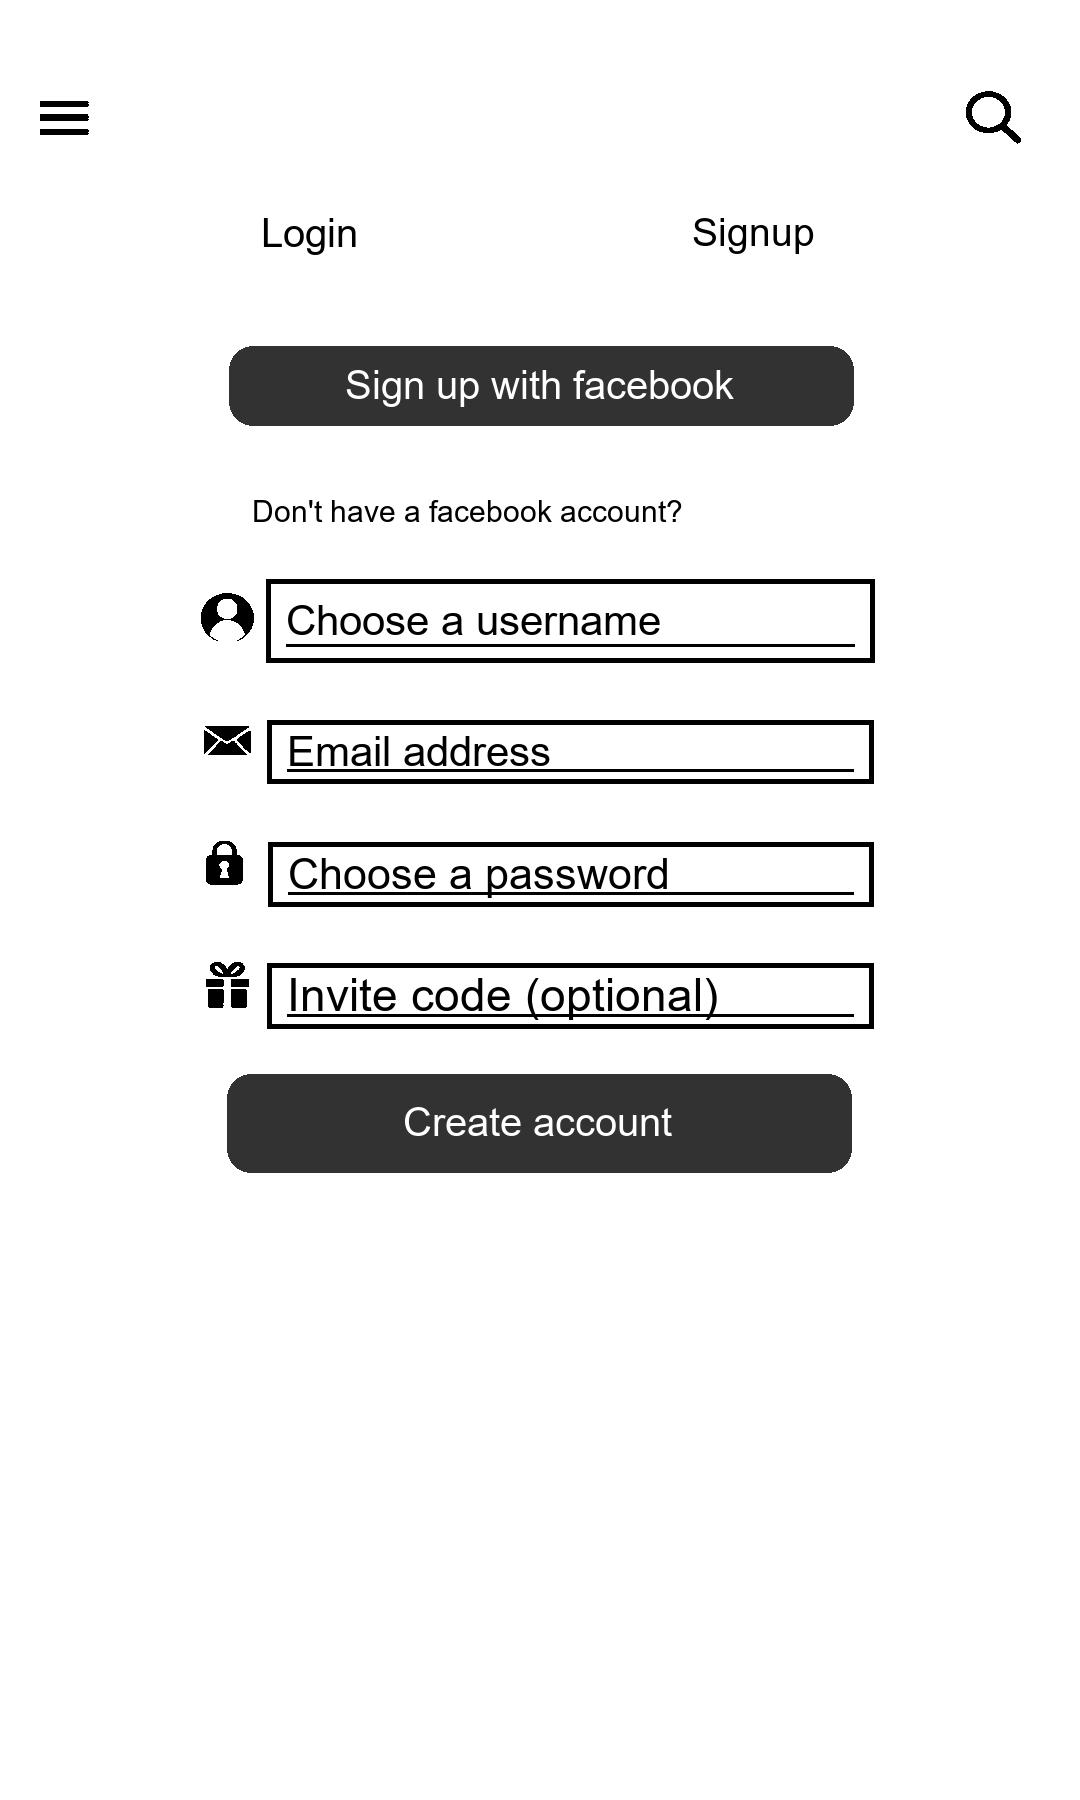 Login
Signup
Sign up with facebook
Don't have a facebook account?
Choose a username
Email address
Choose a password
Invite code (optional)
Create account